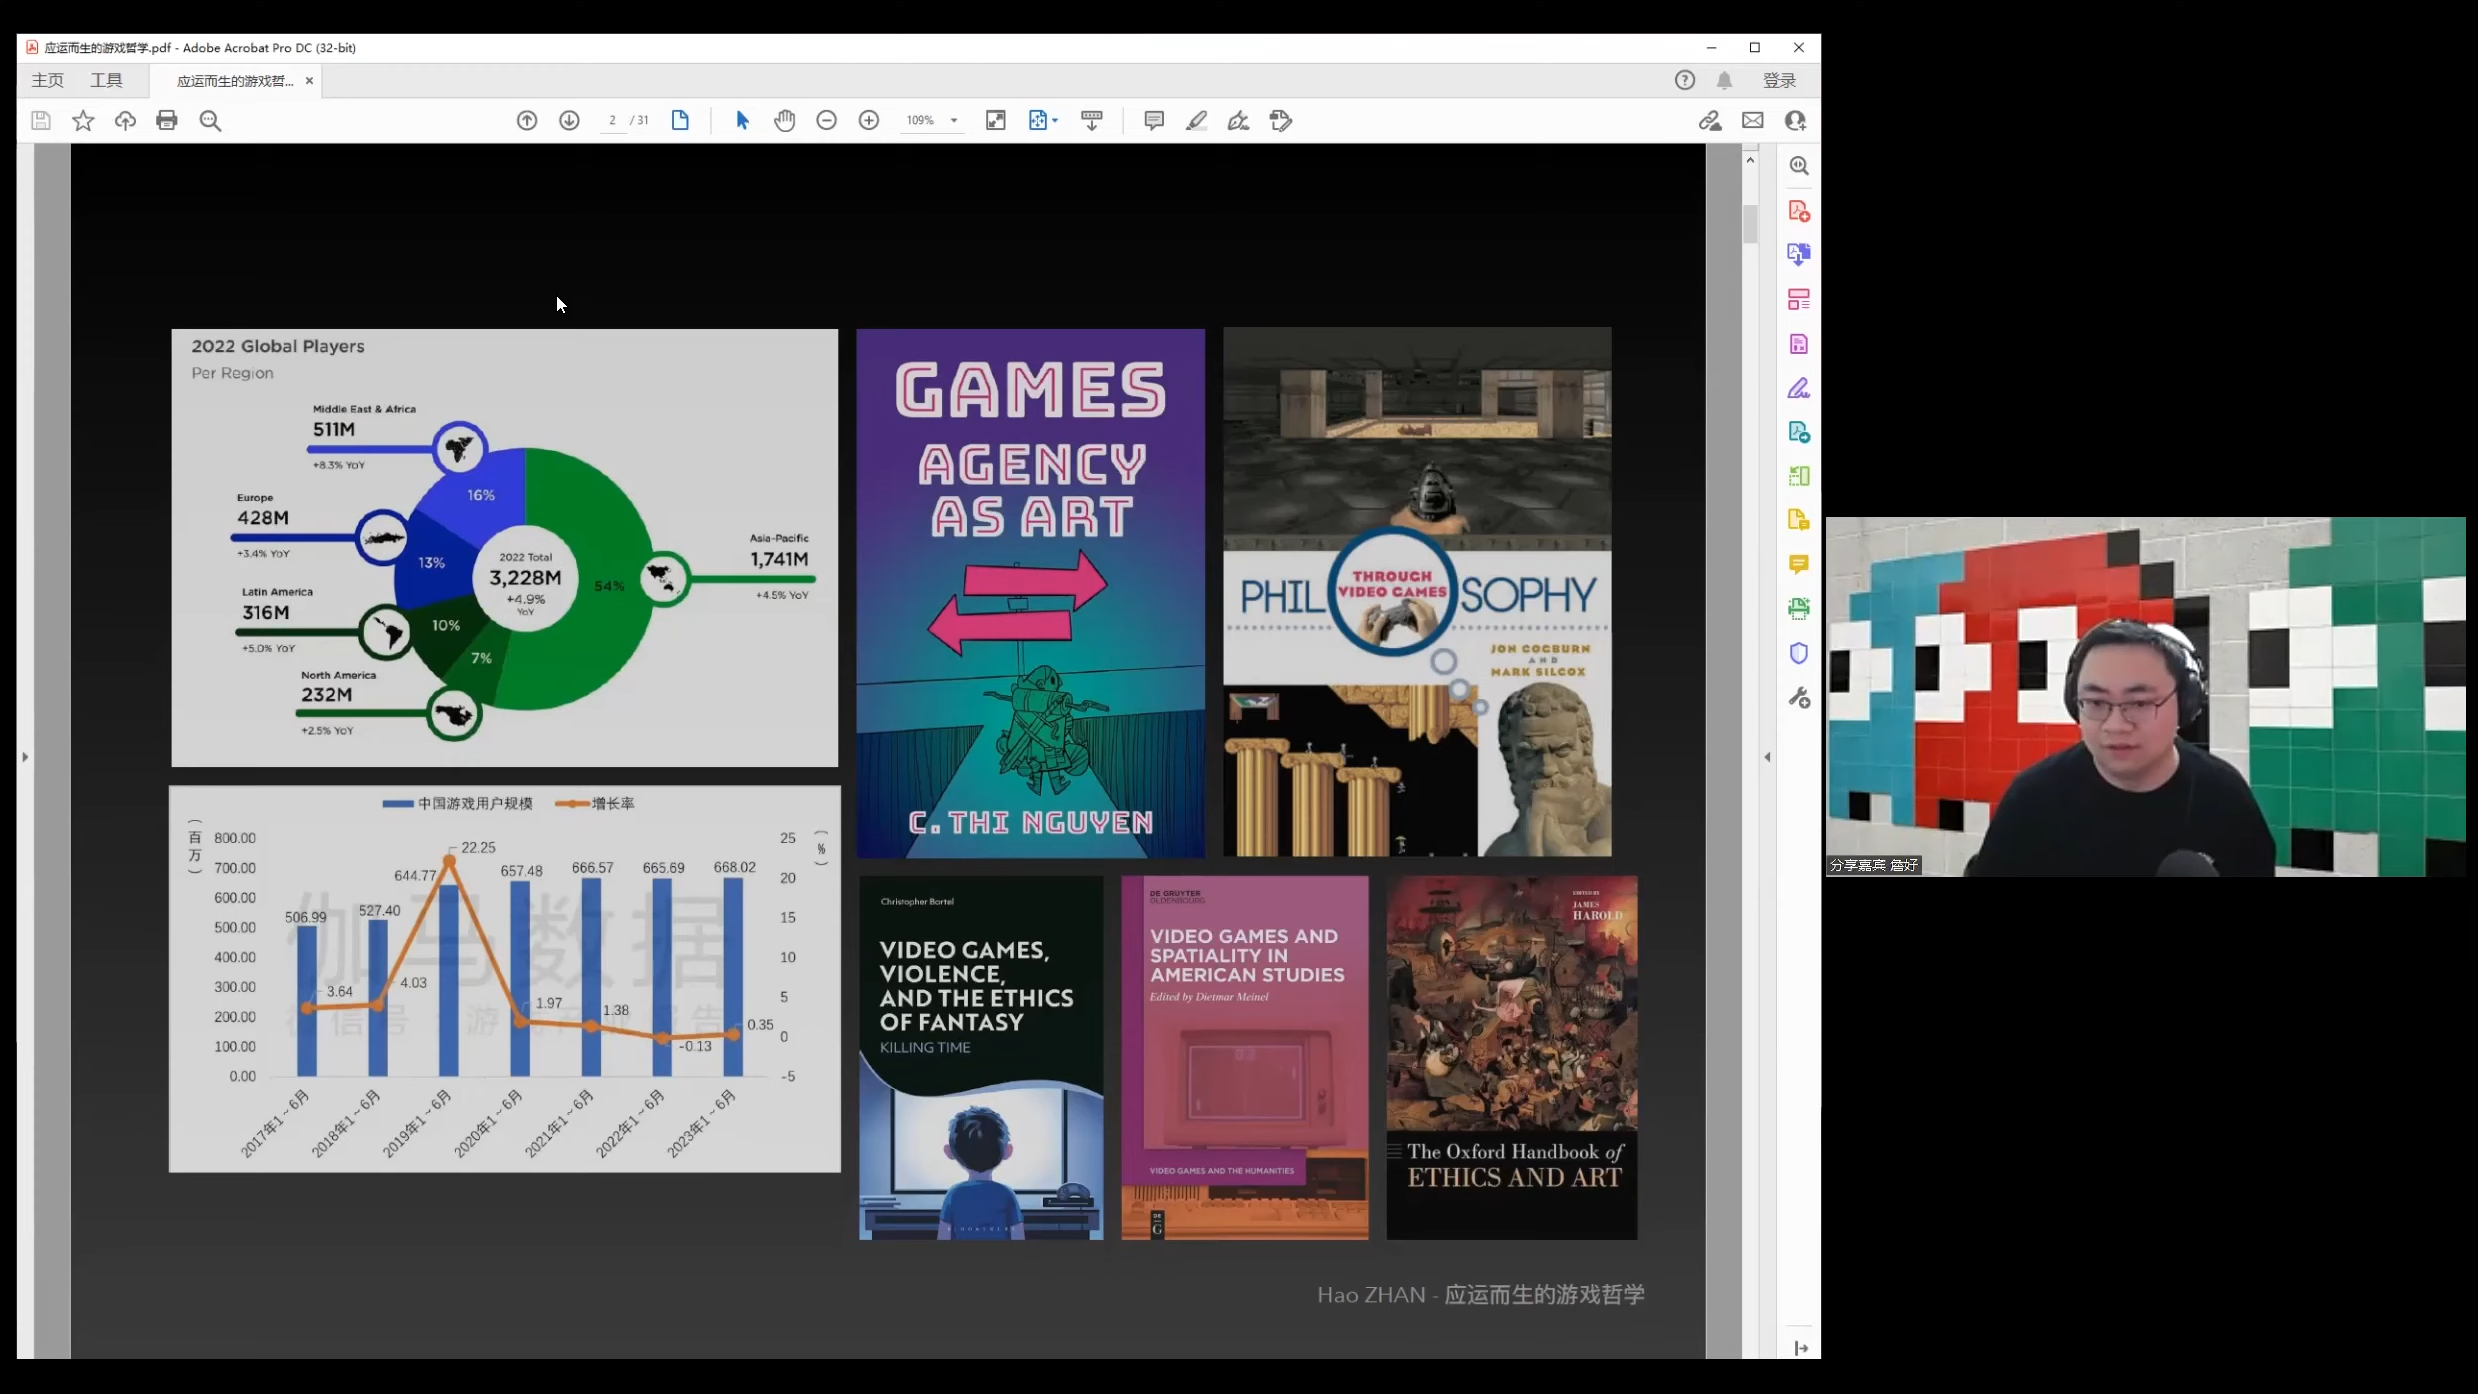 应运而生的游戏哲学.pdf - Adobe Acrobat Pro DC (32-bit)
主页 工具 应运而生的游戏哲... 登录
2 / 31 109%
2022 Global Players
Per Region
Middle East & Africa
511M
+8.3% YoY
16%
Europe
428M
+3.4% YoY
13%
Latin America
316M
+5.0% YoY
10%
North America
232M
+2.5% YoY
7%
2022 Total
3,228M
+4.9%
YoY
54%
Asia-Pacific
1,741M
+4.5% YoY
GAMES
AGENCY
AS ART
C. THI NGUYEN
PHIL SOPHY
THROUGH
VIDEO GAMES
JON COGBURN
AND
MARK SILCOX
中国游戏用户规模 增长率
（百万）
（%）
800.00
700.00
600.00
500.00
400.00
300.00
200.00
100.00
0.00
25
20
15
10
5
0
-5
506.99
527.40
644.77
657.48
666.57
665.69
668.02
3.64
4.03
22.25
1.97
1.38
-0.13
0.35
伽马数据
2017年1~6月
2018年1~6月
2019年1~6月
2020年1~6月
2021年1~6月
2022年1~6月
2023年1~6月
Christopher Bartel
VIDEO GAMES,
VIOLENCE,
AND THE ETHICS
OF FANTASY
KILLING TIME
BLOOMSBURY
DE GRUYTER
OLDENBOURG
VIDEO GAMES AND
SPATIALITY IN
AMERICAN STUDIES
Edited by Dietmar Meinel
VIDEO GAMES AND THE HUMANITIES
DE
G
EDITED BY
JAMES
HAROLD
The Oxford Handbook of
ETHICS AND ART
Hao ZHAN - 应运而生的游戏哲学
分享嘉宾 詹好